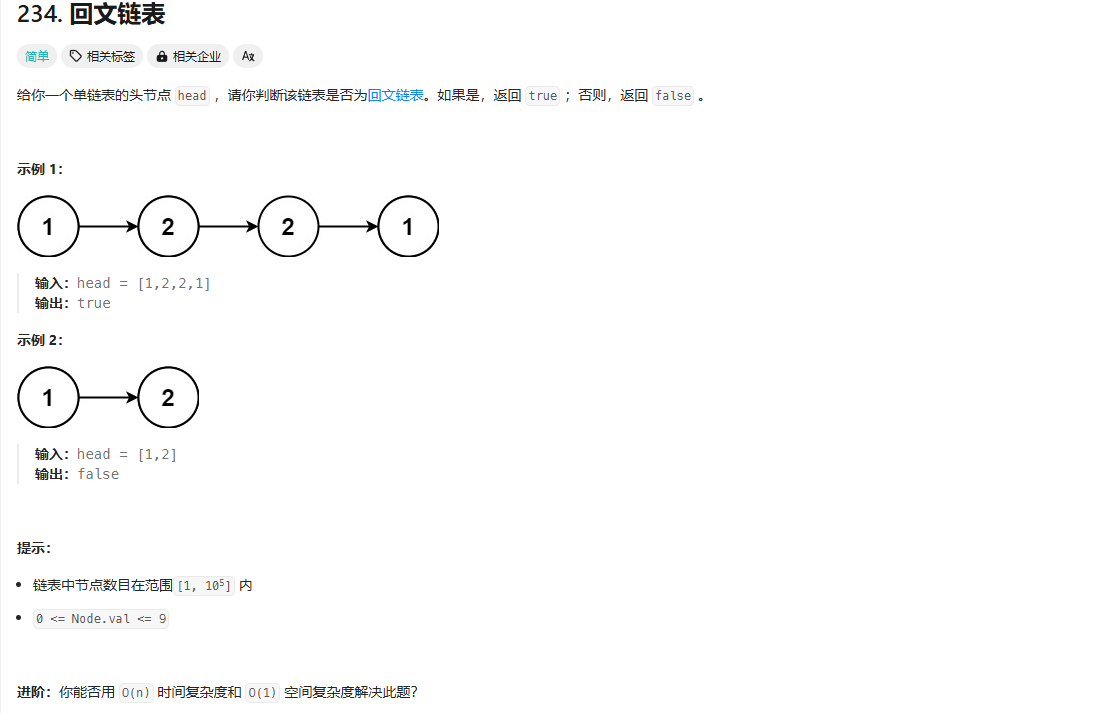 234. 回文链表
简单 相关标签 相关企业 Ax
给你一个单链表的头节点 head ，请你判断该链表是否为回文链表。如果是，返回 true ；否则，返回 false 。
示例 1：
1 2 2 1
输入：head = [1,2,2,1]
输出：true
示例 2：
1 2
输入：head = [1,2]
输出：false
提示：
链表中节点数目在范围[1, 10⁵] 内
0 <= Node.val <= 9
进阶：你能否用 O(n) 时间复杂度和 O(1) 空间复杂度解决此题？